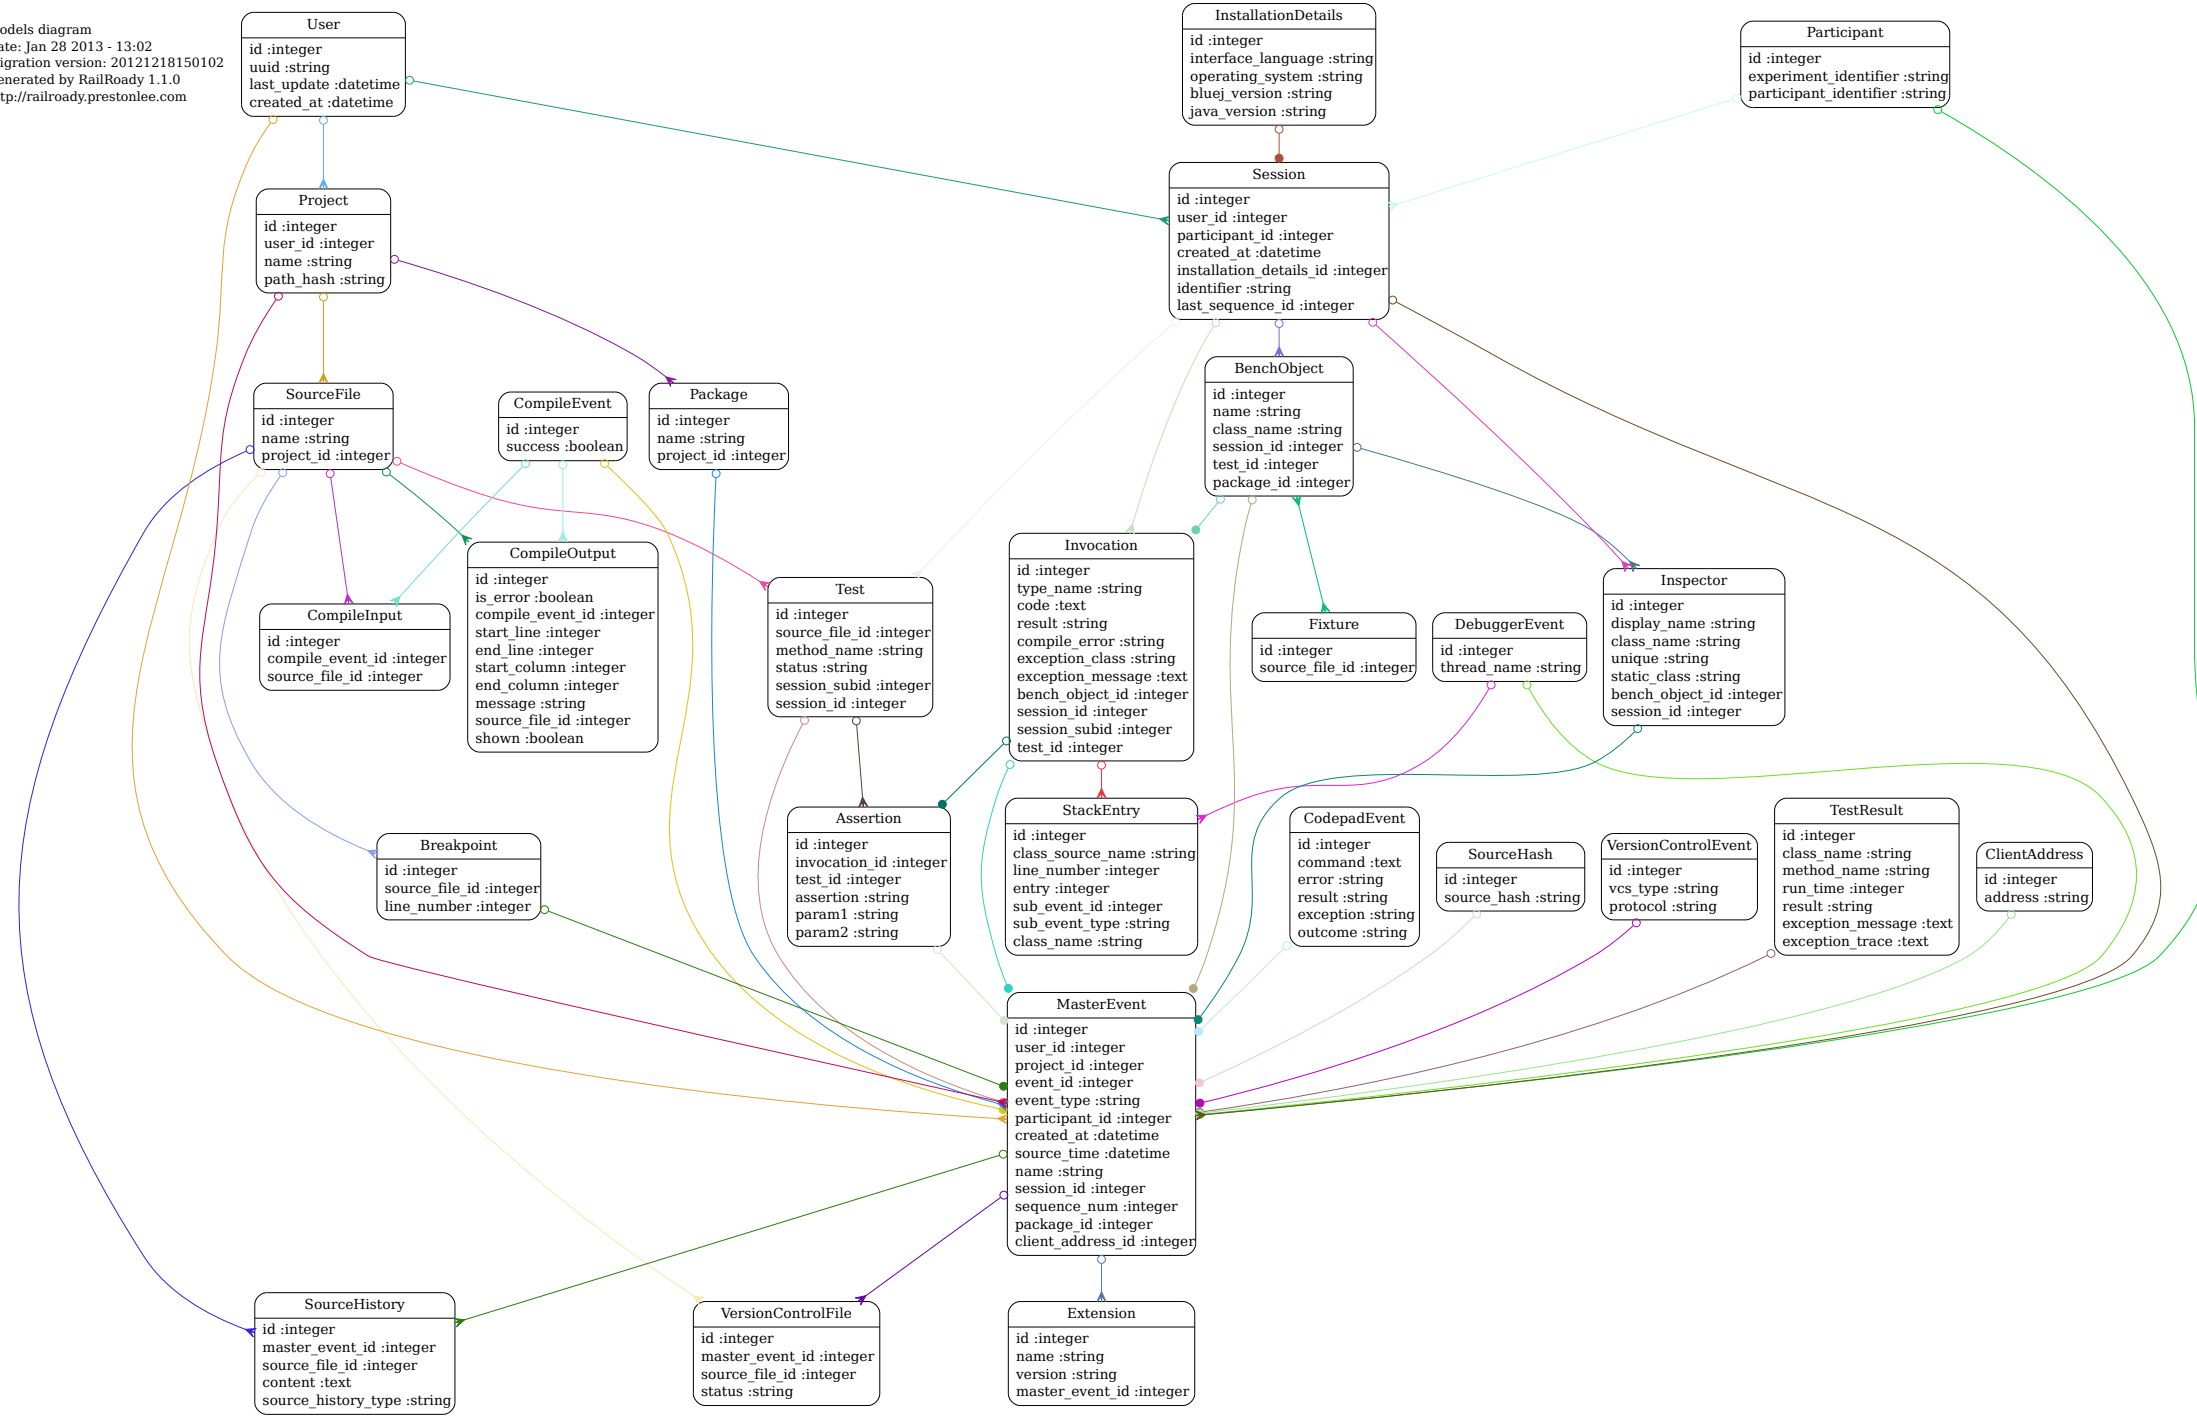 odels diagram
ate: Jan 28 2013 - 13:02
igration version: 20121218150102
enerated by RailRoady 1.1.0
tp://railroady.prestonlee.com
User
id :integer
uuid :string
last_update :datetime
created_at :datetime
InstallationDetails
id :integer
interface_language :string
operating_system :string
bluej_version :string
java_version :string
Participant
id :integer
experiment_identifier :string
participant_identifier :string
Project
id :integer
user_id :integer
name :string
path_hash :string
Session
id :integer
user_id :integer
participant_id :integer
created_at :datetime
installation_details_id :integer
identifier :string
last_sequence_id :integer
SourceFile
id :integer
name :string
project_id :integer
CompileEvent
id :integer
success :boolean
Package
id :integer
name :string
project_id :integer
BenchObject
id :integer
name :string
class_name :string
session_id :integer
test_id :integer
package_id :integer
CompileInput
id :integer
compile_event_id :integer
source_file_id :integer
CompileOutput
id :integer
is_error :boolean
compile_event_id :integer
start_line :integer
end_line :integer
start_column :integer
end_column :integer
message :string
source_file_id :integer
shown :boolean
Test
id :integer
source_file_id :integer
method_name :string
status :string
session_subid :integer
session_id :integer
Invocation
id :integer
type_name :string
code :text
result :string
compile_error :string
exception_class :string
exception_message :text
bench_object_id :integer
session_id :integer
session_subid :integer
test_id :integer
Fixture
id :integer
source_file_id :integer
DebuggerEvent
id :integer
thread_name :string
Inspector
id :integer
display_name :string
class_name :string
unique :string
static_class :string
bench_object_id :integer
session_id :integer
Breakpoint
id :integer
source_file_id :integer
line_number :integer
Assertion
id :integer
invocation_id :integer
test_id :integer
assertion :string
param1 :string
param2 :string
StackEntry
id :integer
class_source_name :string
line_number :integer
entry :integer
sub_event_id :integer
sub_event_type :string
class_name :string
CodepadEvent
id :integer
command :text
error :string
result :string
exception :string
outcome :string
SourceHash
id :integer
source_hash :string
VersionControlEvent
id :integer
vcs_type :string
protocol :string
TestResult
id :integer
class_name :string
method_name :string
run_time :integer
result :string
exception_message :text
exception_trace :text
ClientAddress
id :integer
address :string
MasterEvent
id :integer
user_id :integer
project_id :integer
event_id :integer
event_type :string
participant_id :integer
created_at :datetime
source_time :datetime
name :string
session_id :integer
sequence_num :integer
package_id :integer
client_address_id :integer
SourceHistory
id :integer
master_event_id :integer
source_file_id :integer
content :text
source_history_type :string
VersionControlFile
id :integer
master_event_id :integer
source_file_id :integer
status :string
Extension
id :integer
name :string
version :string
master_event_id :integer